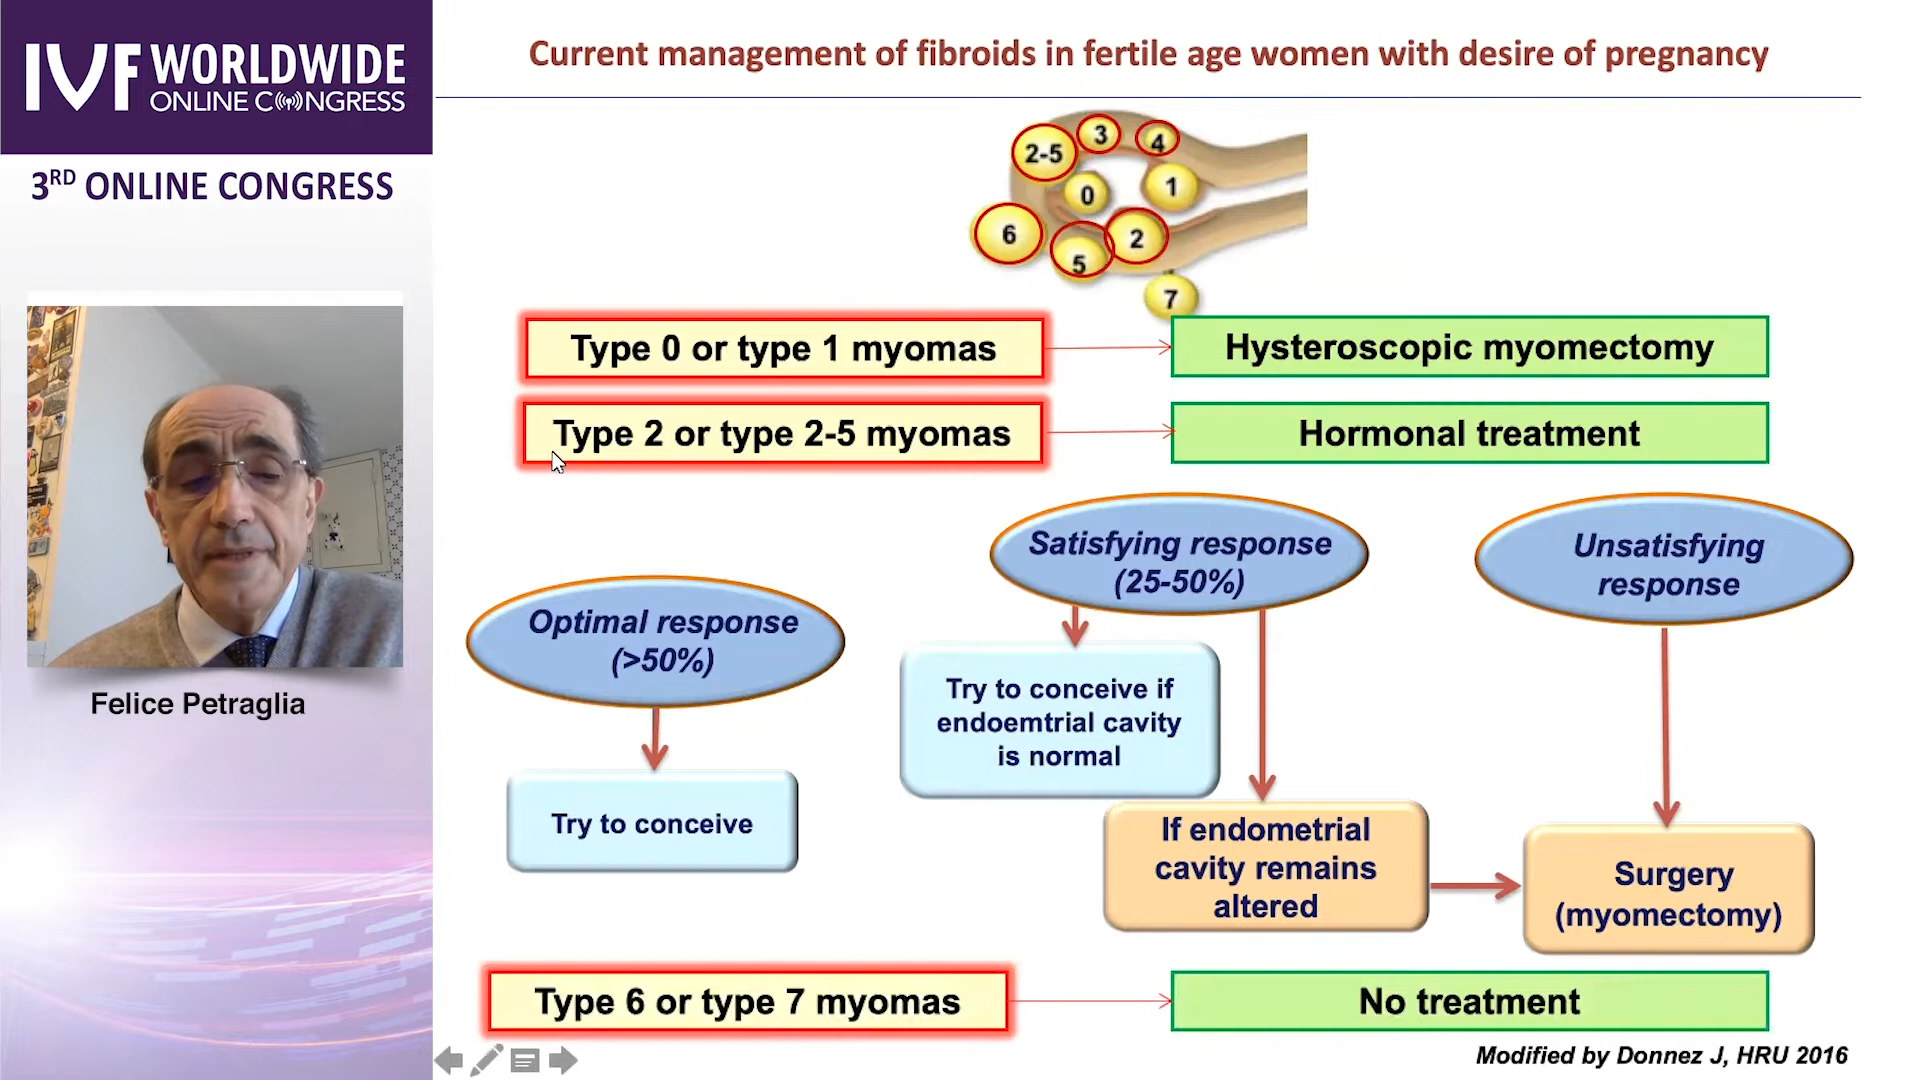 IVF WORLDWIDE
ONLINE CONGRESS
3RD ONLINE CONGRESS
Felice Petraglia
Current management of fibroids in fertile age women with desire of pregnancy
2-5
3
4
0
1
6
5
2
7
Type 0 or type 1 myomas
Hysteroscopic myomectomy
Type 2 or type 2-5 myomas
Hormonal treatment
Optimal response
(>50%)
Try to conceive
Satisfying response
(25-50%)
Try to conceive if
endoemtrial cavity
is normal
If endometrial
cavity remains
altered
Unsatisfying
response
Surgery
(myomectomy)
Type 6 or type 7 myomas
No treatment
Modified by Donnez J, HRU 2016